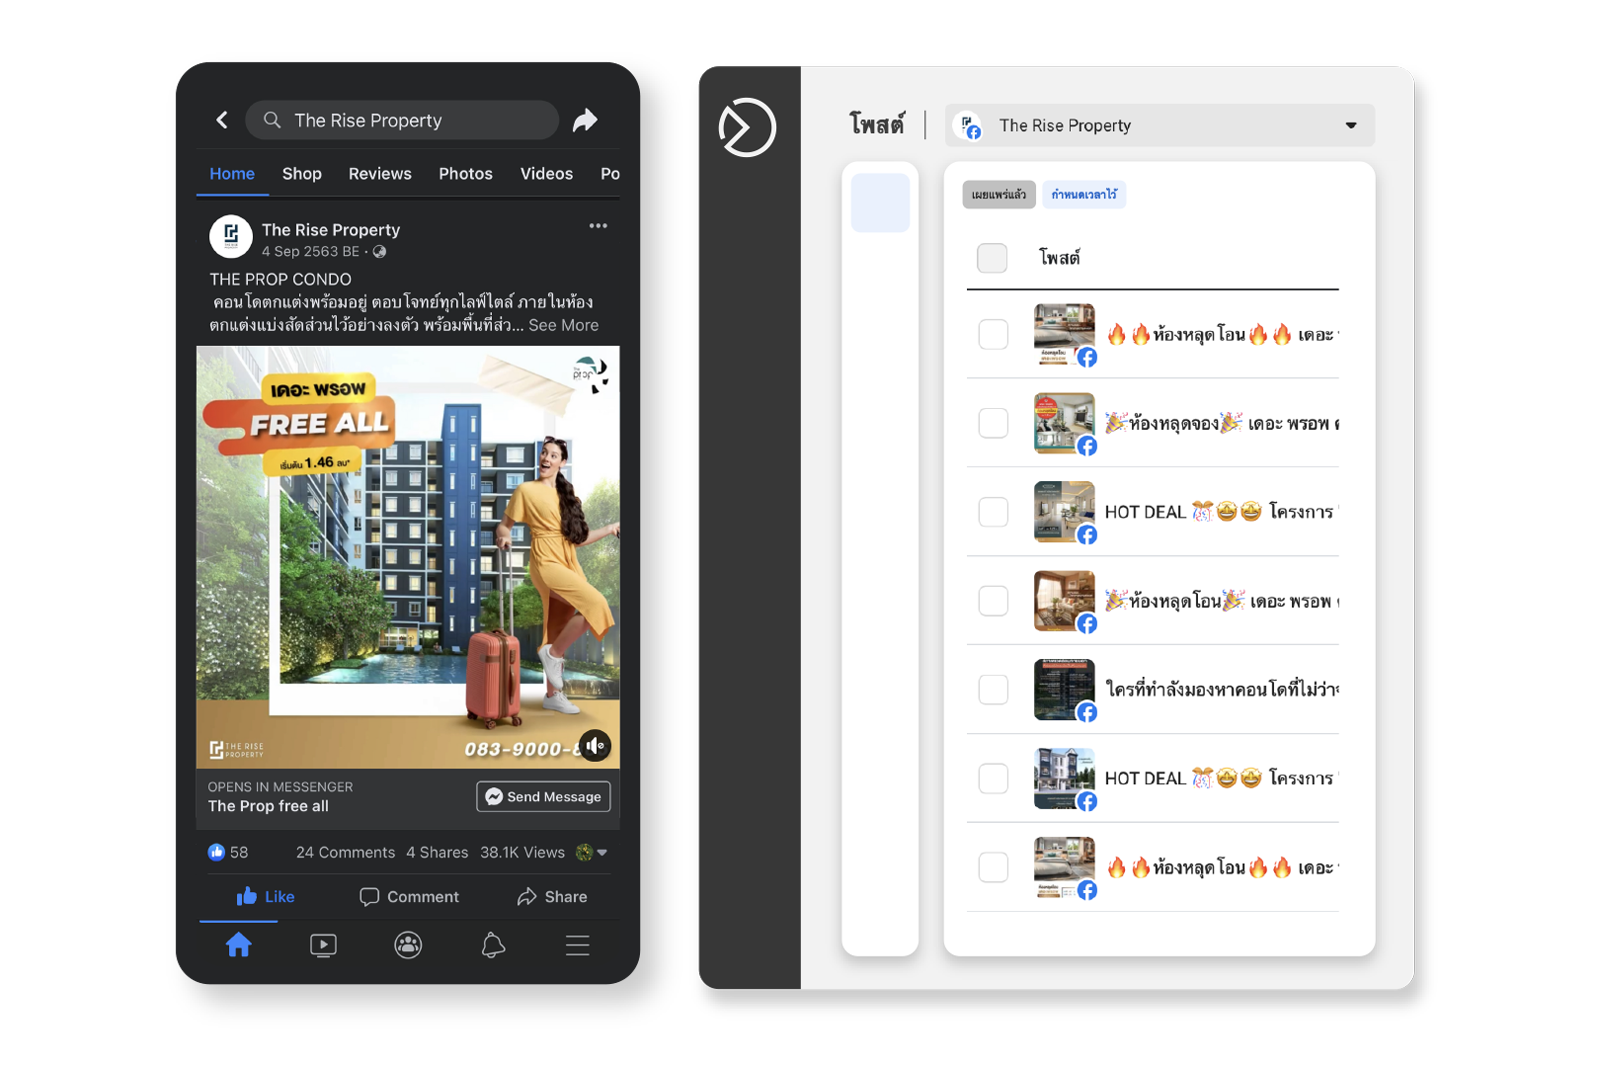 The Rise Property
Home Shop Reviews Photos Videos Po
The Rise Property
4 Sep 2563 BE ·
THE PROP CONDO
คอนโดตกแต่งพร้อมอยู่ ตอบโจทย์ทุกไลฟ์ไตล์ ภายในห้อง
ตกแต่งแบ่งสัดส่วนไว้อย่างลงตัว พร้อมพื้นที่ส่ว... See More
เดอะ พรอพ
FREE ALL
เริ่มต้น 1.46 ลบ*
The
prop
THE RISE
PROPERTY
083-9000-8
OPENS IN MESSENGER
The Prop free all
Send Message
58 24 Comments 4 Shares 38.1K Views
Like Comment Share
โพสต์
The Rise Property
เผยแพร่แล้ว กำหนดเวลาไว้
โพสต์
🔥🔥ห้องหลุดโอน🔥🔥 เดอะ
🎉ห้องหลุดจอง🎉 เดอะ พรอพ
HOT DEAL 🎊🤩🤩 โครงการ
🎉ห้องหลุดโอน🎉 เดอะ พรอพ
ใครที่กำลังมองหาคอนโดที่ไม่ว่า
HOT DEAL 🎊🤩🤩 โครงการ
🔥🔥ห้องหลุดโอน🔥🔥 เดอะ